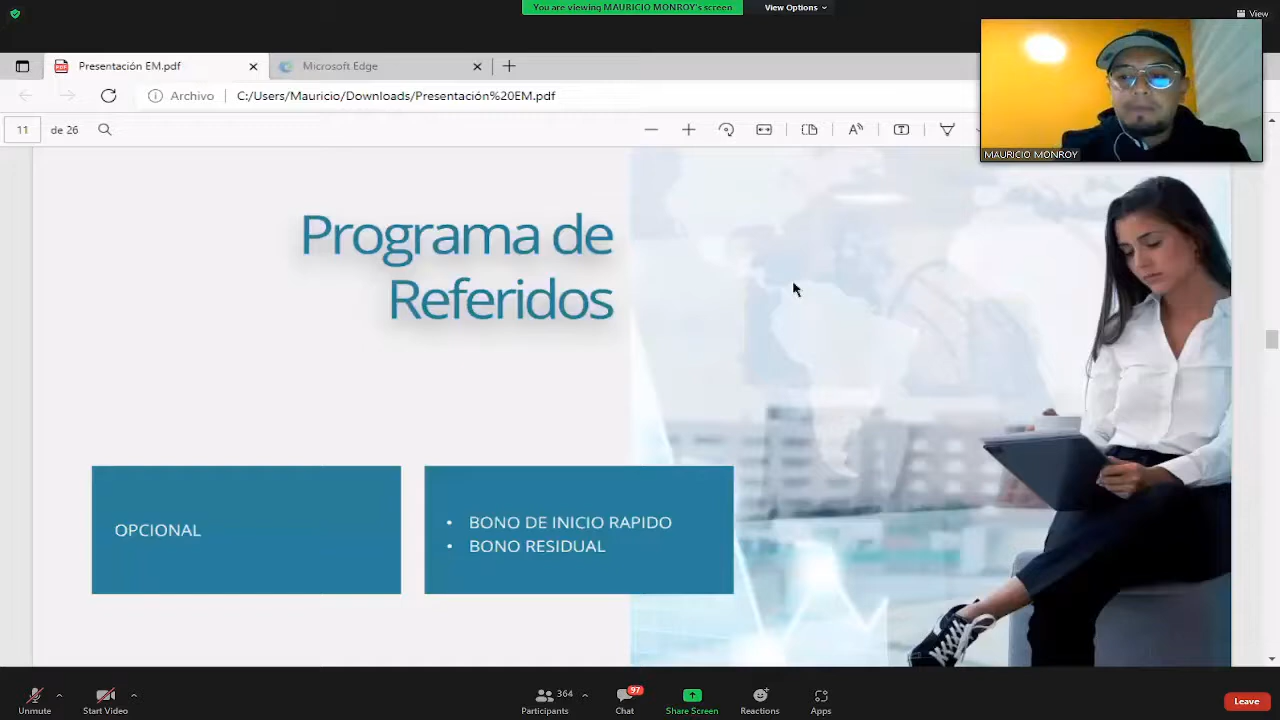 You are viewing MAURICIO MONROY's screen
View Options
View
Presentación EM.pdf
Microsoft Edge
Archivo
C:/Users/Mauricio/Downloads/Presentación%20EM.pdf
11
de 26
MAURICIO MONROY
Programa de
Referidos
OPCIONAL
• BONO DE INICIO RAPIDO
• BONO RESIDUAL
Unmute
Start Video
364
Participants
97
Chat
Share Screen
Reactions
Apps
Leave